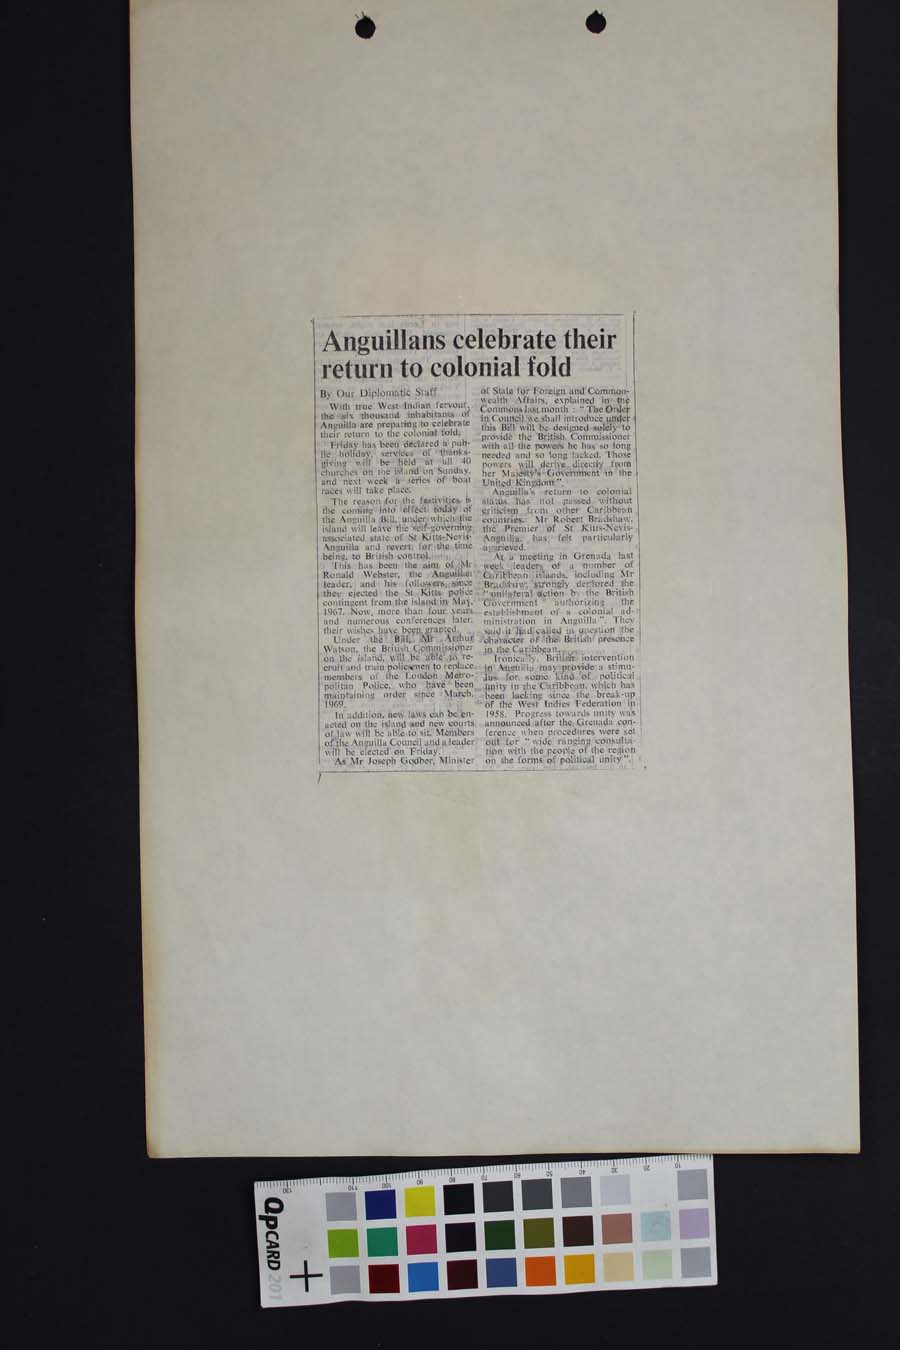 Anguillans celebrate their
return to colonial fold
By Our Diplomatic Staff
With true West Indian fervour,
the six thousand inhabitants of
Anguilla are preparing to celebrate
their return to the colonial fold.
Friday has been declared a pub-
lic holiday, services of thanks-
giving will be held at all 40
churches on the island on Sunday,
and next week a series of boat
races will take place.
The reason for the festivities is
the coming into effect today of
the Anguilla Bill, under which the
island will leave the self-governing
associated state of St Kitts-Nevis-
Anguilla and revert, for the time
being, to British control.
This has been the aim of Mr
Ronald Webster, the Anguillan
leader, and his followers since
they ejected the St Kitts police
contingent from the island in May,
1967. Now, more than four years
and numerous conferences later,
their wishes have been granted.
Under the Bill, Mr Arthur
Watson, the British Commissioner
on the island, will be able to re-
cruit and train policemen to replace
members of the London Metro-
politan Police, who have been
maintaining order since March,
1969.
In addition, new laws can be en-
acted on the island and new courts
of law will be able to sit. Members
of the Anguilla Council and a leader
will be elected on Friday.
As Mr Joseph Godber, Minister
of State for Foreign and Common-
wealth Affairs, explained in the
Commons last month : " The Order
in Council we shall introduce under
this Bill will be designed solely to
provide the British Commissioner
with all the powers he has so long
needed and so long lacked. Those
powers will derive directly from
her Majesty's Government in the
United Kingdom ".
Anguilla's return to colonial
status has not passed without
criticism from other Caribbean
countries. Mr Robert Bradshaw,
the Premier of St Kitts-Nevis-
Anguilla, has felt particularly
aggrieved.
At a meeting in Grenada last
week leaders of a number of
Caribbean islands, including Mr
Bradshaw, strongly deplored the
" unilateral action by the British
Government authorizing the
establishment of a colonial ad-
ministration in Anguilla ". They
said it had called in question the
character of the British presence
in the Caribbean.
Ironically, British intervention
in Anguilla may provide a stimu-
lus for some kind of political
unity in the Caribbean, which has
been lacking since the break-up
of the West Indies Federation in
1958. Progress towards unity was
announced after the Grenada con-
ference when procedures were set
out for " wide ranging consulta-
tion with the people of the region
on the forms of political unity ".
130 110 100 90 80 70 60 50 40 30 20 10
QPCARD 201